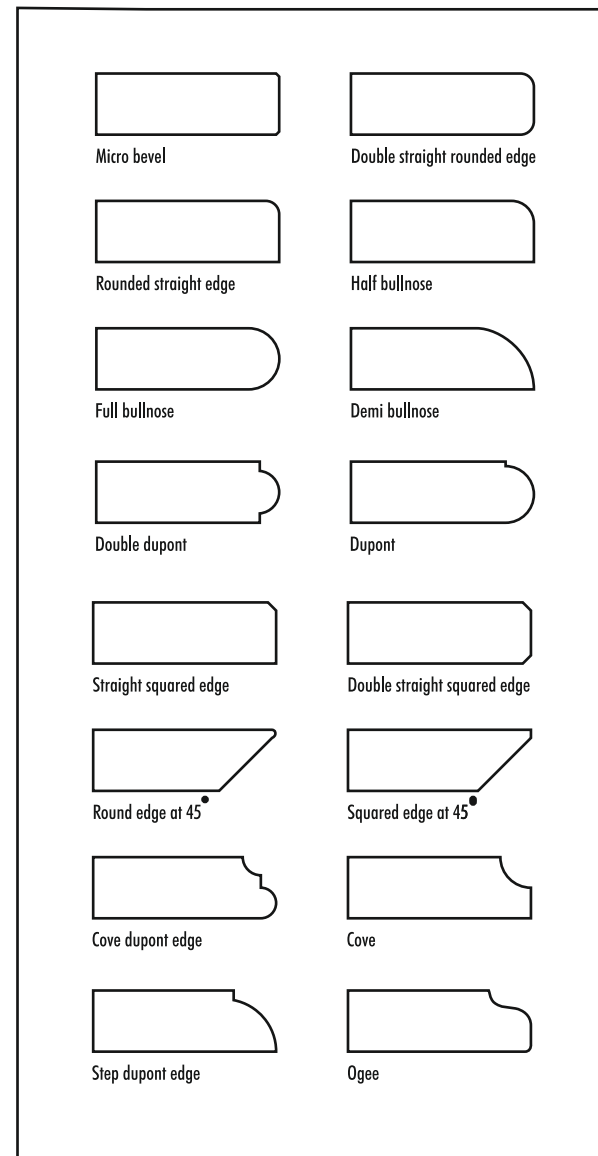 Micro bevel
Double straight rounded edge
Rounded straight edge
Half bullnose
Full bullnose
Demi bullnose
Double dupont
Dupont
Straight squared edge
Double straight squared edge
Round edge at 45•
Squared edge at 45•
Cove dupont edge
Cove
Step dupont edge
Ogee